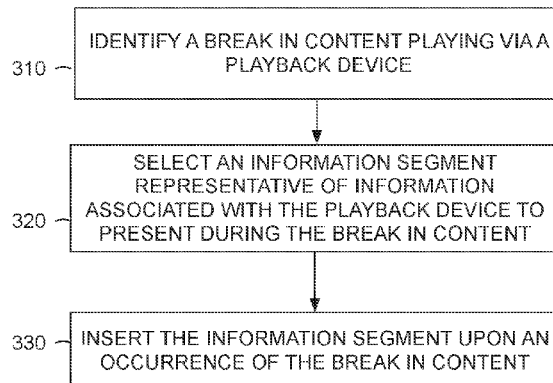 IDENTIFY A BREAK IN CONTENT PLAYING VIA A
PLAYBACK DEVICE
310
SELECT AN INFORMATION SEGMENT
REPRESENTATIVE OF INFORMATION
ASSOCIATED WITH THE PLAYBACK DEVICE TO
PRESENT DURING THE BREAK IN CONTENT
320
INSERT THE INFORMATION SEGMENT UPON AN
OCCURRENCE OF THE BREAK IN CONTENT
330